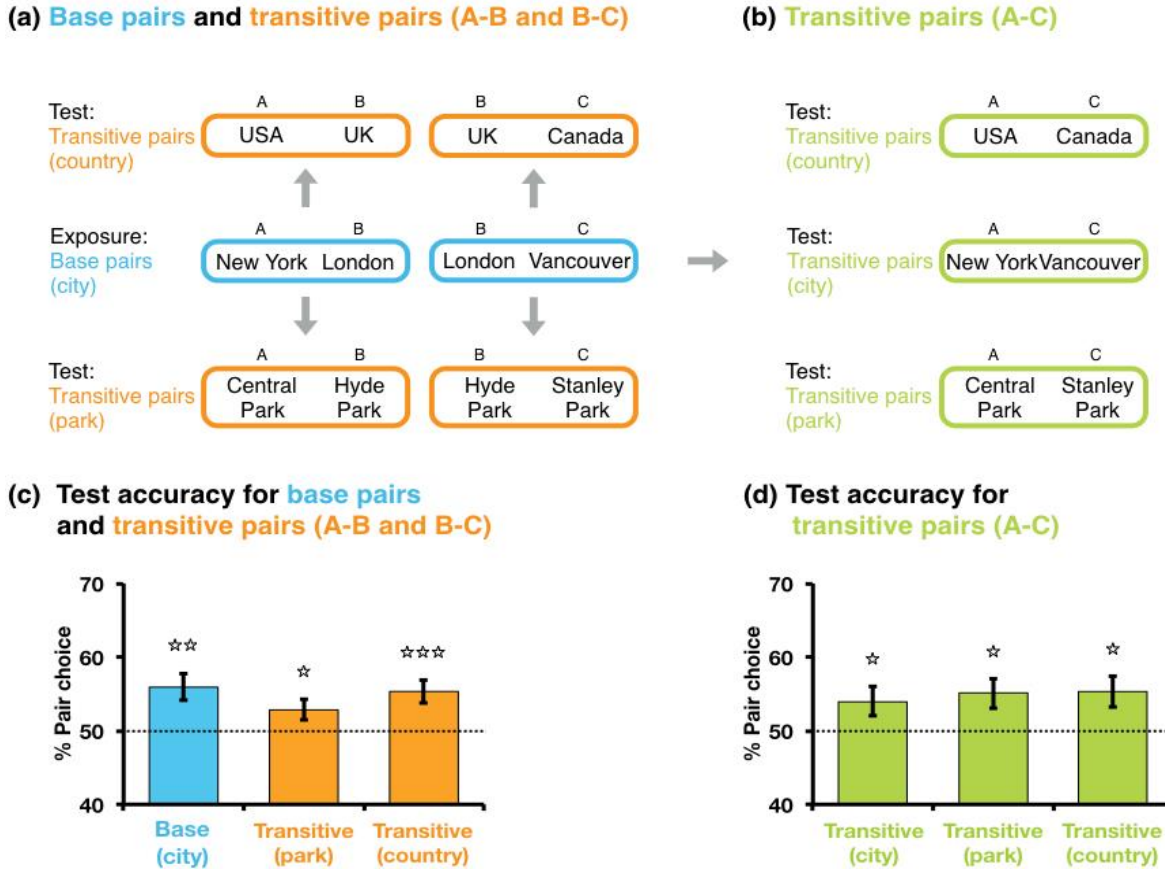 (a) Base pairs and transitive pairs (A-B and B-C)
A B B C
Test:
Transitive pairs
(country)
USA UK UK Canada
A B B C
Exposure:
Base pairs
(city)
New York London London Vancouver
A B B C
Test:
Transitive pairs
(park)
Central Park Hyde Park Hyde Park Stanley Park
(b) Transitive pairs (A-C)
A C
Test:
Transitive pairs
(country)
USA Canada
A C
Test:
Transitive pairs
(city)
New York Vancouver
A C
Test:
Transitive pairs
(park)
Central Park Stanley Park
(c) Test accuracy for base pairs
and transitive pairs (A-B and B-C)
% Pair choice
70
60
50
40
☆☆ ☆ ☆☆☆
Base
(city)
Transitive
(park)
Transitive
(country)
(d) Test accuracy for
transitive pairs (A-C)
% Pair choice
70
60
50
40
☆ ☆ ☆
Transitive
(city)
Transitive
(park)
Transitive
(country)